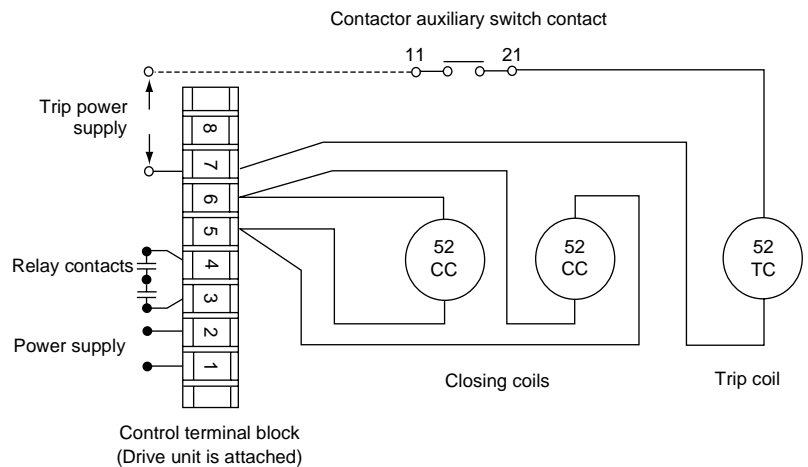 Contactor auxiliary switch contact
11
21
Trip power
supply
8
7
6
5
4
3
2
1
Relay contacts
Power supply
52
CC
52
CC
52
TC
Closing coils
Trip coil
Control terminal block
(Drive unit is attached)